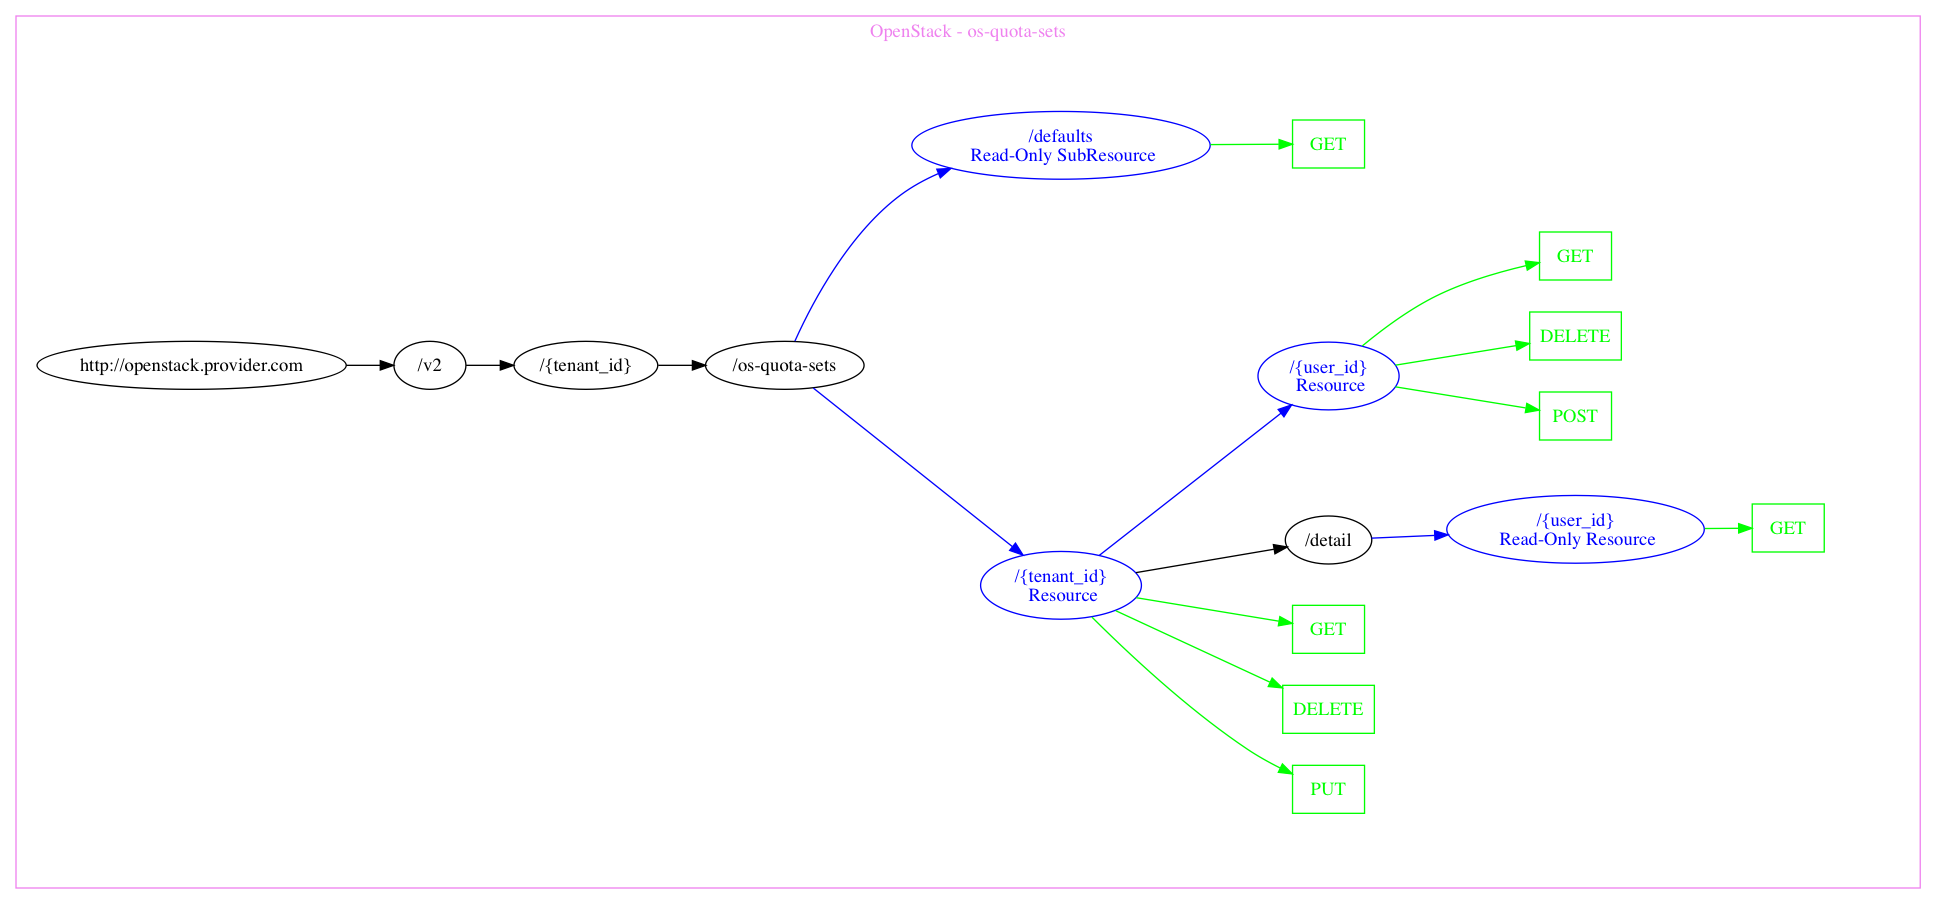 OpenStack - os-quota-sets
/defaults
Read-Only SubResource
GET
GET
DELETE
POST
http://openstack.provider.com
/v2
/{tenant_id}
/os-quota-sets
/{user_id}
Resource
/{user_id}
Read-Only Resource
GET
/detail
/{tenant_id}
Resource
GET
DELETE
PUT